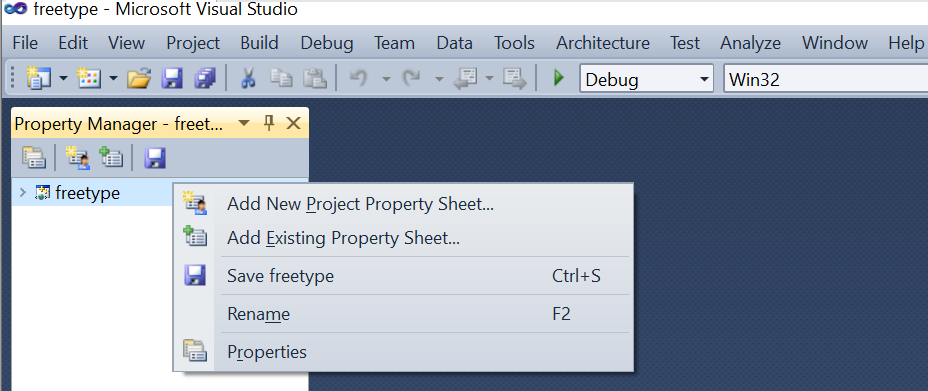 freetype - Microsoft Visual Studio
File Edit View Project Build Debug Team Data Tools Architecture Test Analyze Window Help
Debug Win32
Property Manager - freet...
freetype
Add New Project Property Sheet...
Add Existing Property Sheet...
Save freetype Ctrl+S
Rename F2
Properties